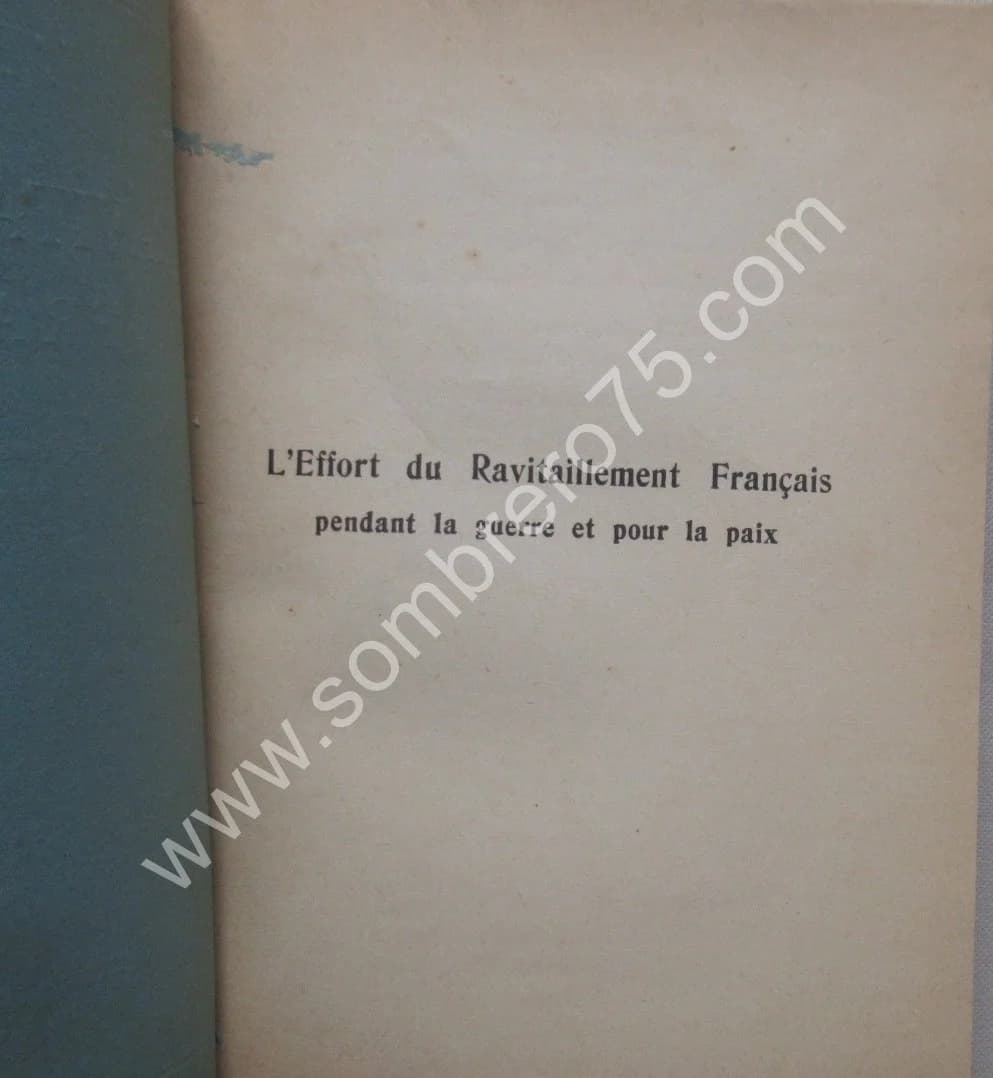 L'Effort du Ravitaillement Français
pendant la guerre et pour la paix
www.sombrero75.com